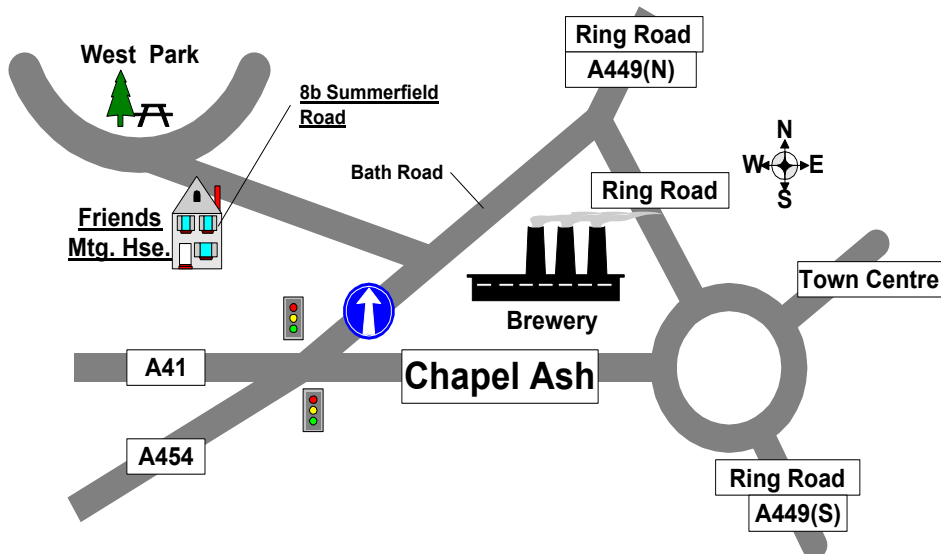 Ring Road
A449(N)
West Park
8b Summerfield
Road
N
W E
S
Bath Road
Ring Road
Friends
Mtg. Hse.
Town Centre
Brewery
A41
Chapel Ash
A454
Ring Road
A449(S)